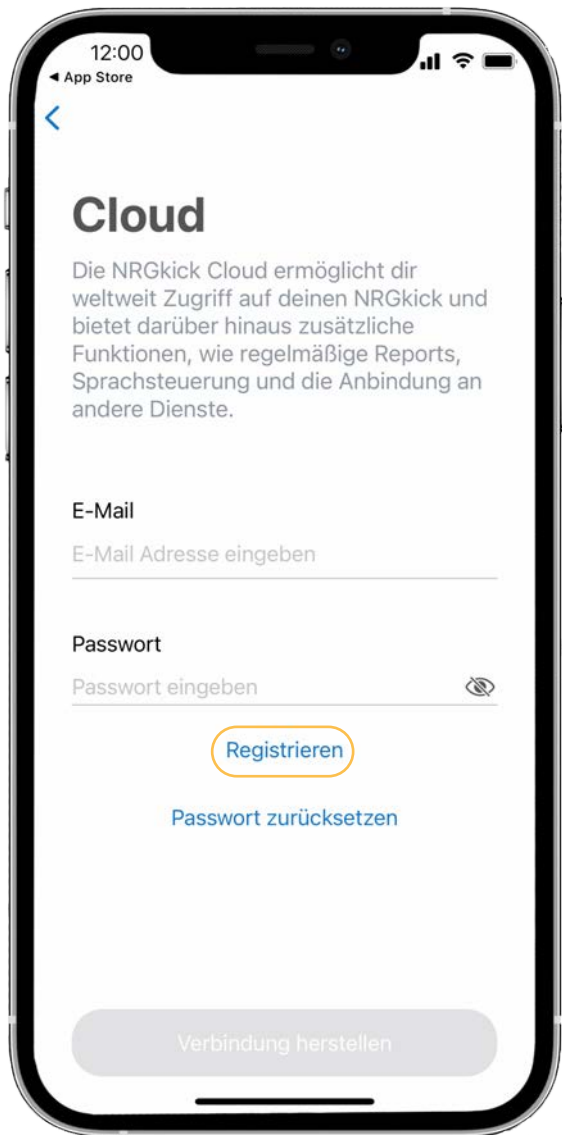 12:00
◀ App Store
Cloud
Die NRGkick Cloud ermöglicht dir
weltweit Zugriff auf deinen NRGkick und
bietet darüber hinaus zusätzliche
Funktionen, wie regelmäßige Reports,
Sprachsteuerung und die Anbindung an
andere Dienste.
E-Mail
E-Mail Adresse eingeben
Passwort
Passwort eingeben
Registrieren
Passwort zurücksetzen
Verbindung herstellen